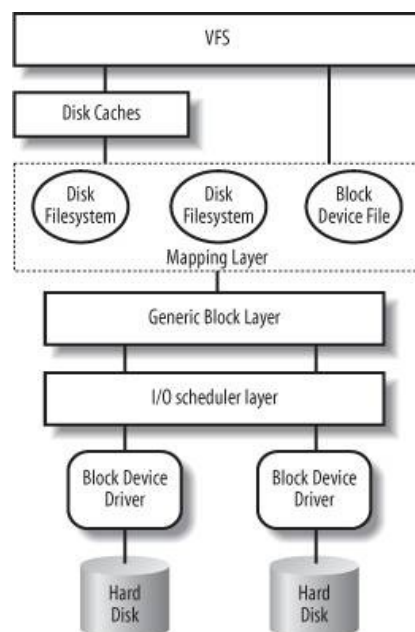 VFS
Disk Caches
Disk
Filesystem
Disk
Filesystem
Block
Device File
Mapping Layer
Generic Block Layer
I/O scheduler layer
Block Device
Driver
Block Device
Driver
Hard
Disk
Hard
Disk